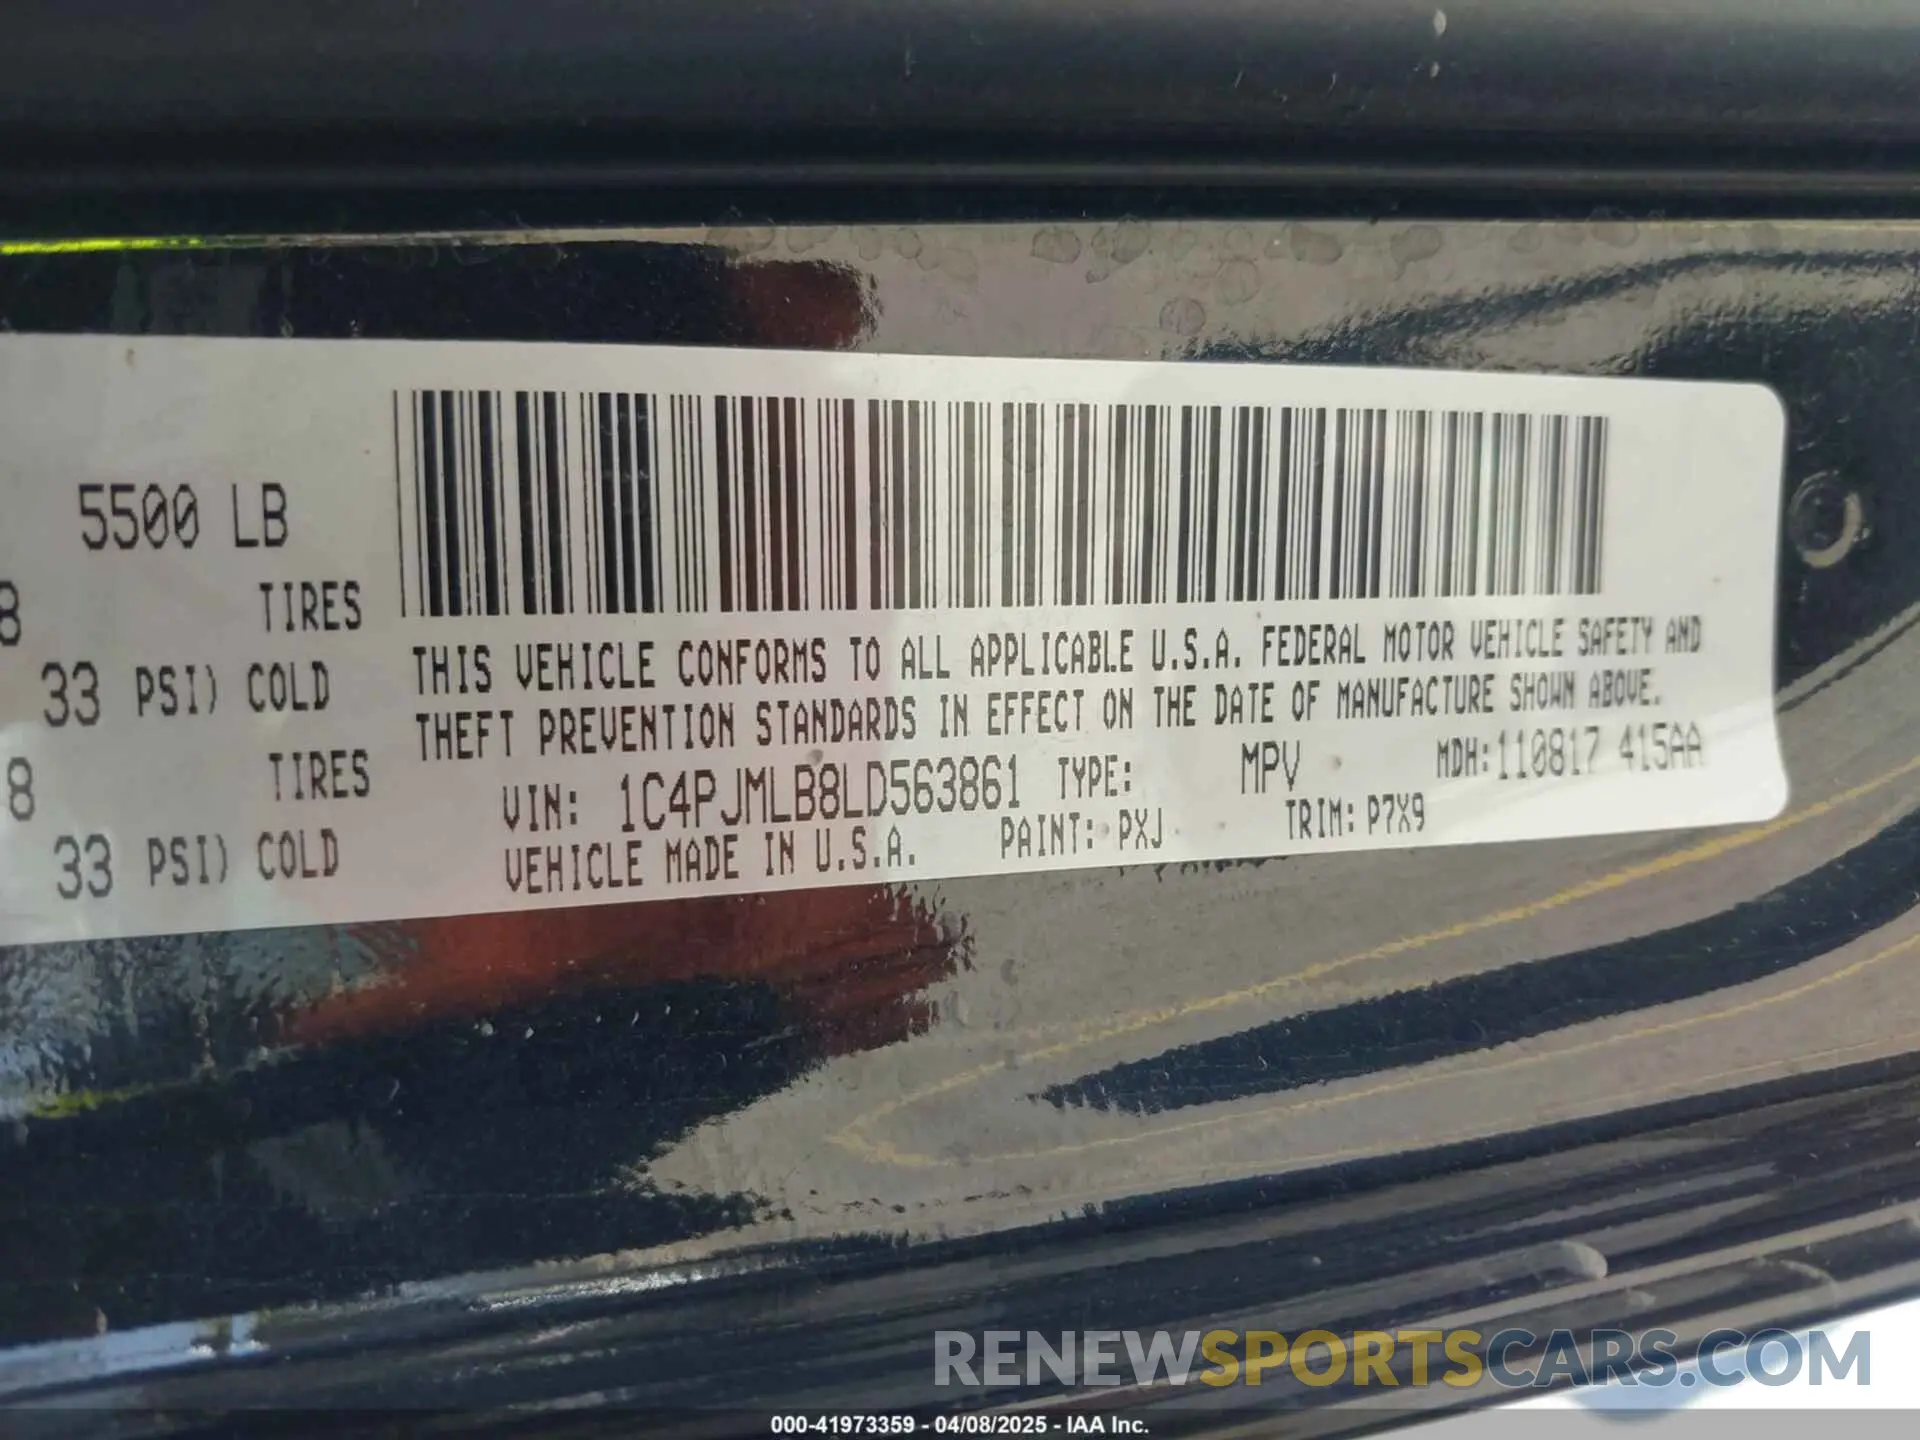 5500 LB
8 TIRES
33 PSI) COLD
8 TIRES
33 PSI) COLD
THIS VEHICLE CONFORMS TO ALL APPLICABLE U.S.A. FEDERAL MOTOR VEHICLE SAFETY AND
THEFT PREVENTION STANDARDS IN EFFECT ON THE DATE OF MANUFACTURE SHOWN ABOVE.
VIN: 1C4PJMLB8LD563861 TYPE: MPV MDH:110817 415AA
VEHICLE MADE IN U.S.A. PAINT: PXJ TRIM: P7X9
RENEWSPORTSCARS.COM
000-41973359 - 04/08/2025 - IAA Inc.